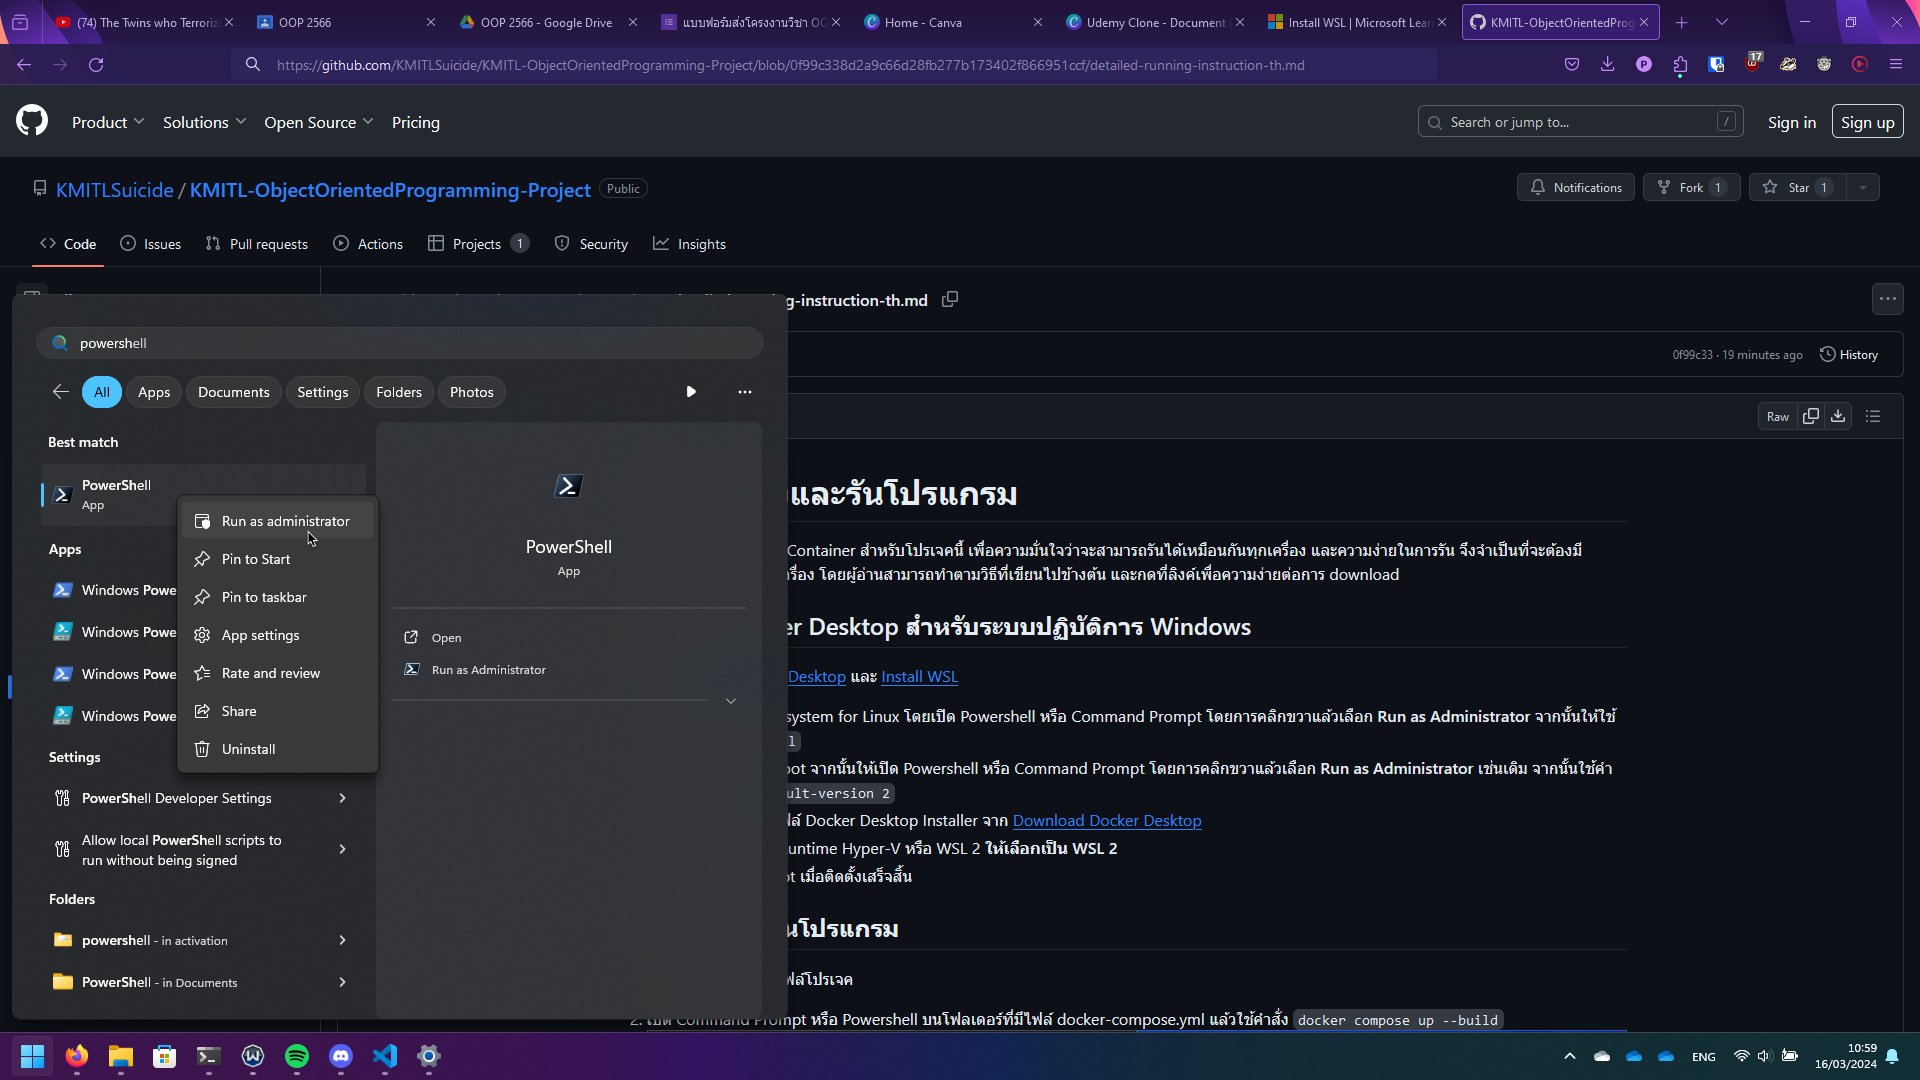 (74) The Twins who Terroriz
OOP 2566
OOP 2566 - Google Drive
แบบฟอร์มส่งโครงงานวิชา OO
Home - Canva
Udemy Clone - Document
Install WSL | Microsoft Lear
KMITL-ObjectOrientedProg
https://github.com/KMITLSuicide/KMITL-ObjectOrientedProgramming-Project/blob/0f99c338d2a9c66d28fb277b173402f866951ccf/detailed-running-instruction-th.md
17
Product
Solutions
Open Source
Pricing
Search or jump to...
/
Sign in
Sign up
KMITLSuicide / KMITL-ObjectOrientedProgramming-Project
Public
Notifications
Fork 1
Star 1
Code
Issues
Pull requests
Actions
Projects 1
Security
Insights
g-instruction-th.md
0f99c33 · 19 minutes ago
History
Raw
powershell
All
Apps
Documents
Settings
Folders
Photos
Best match
PowerShell
App
Run as administrator
Pin to Start
Pin to taskbar
App settings
Rate and review
Share
Uninstall
Apps
Windows Powe
Windows Powe
Windows Powe
Windows Powe
Settings
PowerShell Developer Settings
Allow local PowerShell scripts to
run without being signed
Folders
powershell - in activation
PowerShell - in Documents
PowerShell
App
Open
Run as Administrator
และรันโปรแกรม
Container สำหรับโปรเจคนี้ เพื่อความมั่นใจว่าจะสามารถรันได้เหมือนกันทุกเครื่อง และความง่ายในการรัน จึงจำเป็นที่จะต้องมี
รื่อง โดยผู้อ่านสามารถทำตามวิธีที่เขียนไปข้างต้น และกดที่ลิงค์เพื่อความง่ายต่อการ download
er Desktop สำหรับระบบปฏิบัติการ Windows
Desktop และ Install WSL
system for Linux โดยเปิด Powershell หรือ Command Prompt โดยการคลิกขวาแล้วเลือก Run as Administrator จากนั้นให้ใช้
l
oot จากนั้นให้เปิด Powershell หรือ Command Prompt โดยการคลิกขวาแล้วเลือก Run as Administrator เช่นเดิม จากนั้นใช้คำ
ult-version 2
ล์ Docker Desktop Installer จาก Download Docker Desktop
untime Hyper-V หรือ WSL 2 ให้เลือกเป็น WSL 2
ot เมื่อติดตั้งเสร็จสิ้น
นโปรแกรม
ฟล์โปรเจค
2. เปิด Command Prompt หรือ Powershell บนโฟลเดอร์ที่มีไฟล์ docker-compose.yml แล้วใช้คำสั่ง docker compose up --build
ENG
10:59
16/03/2024